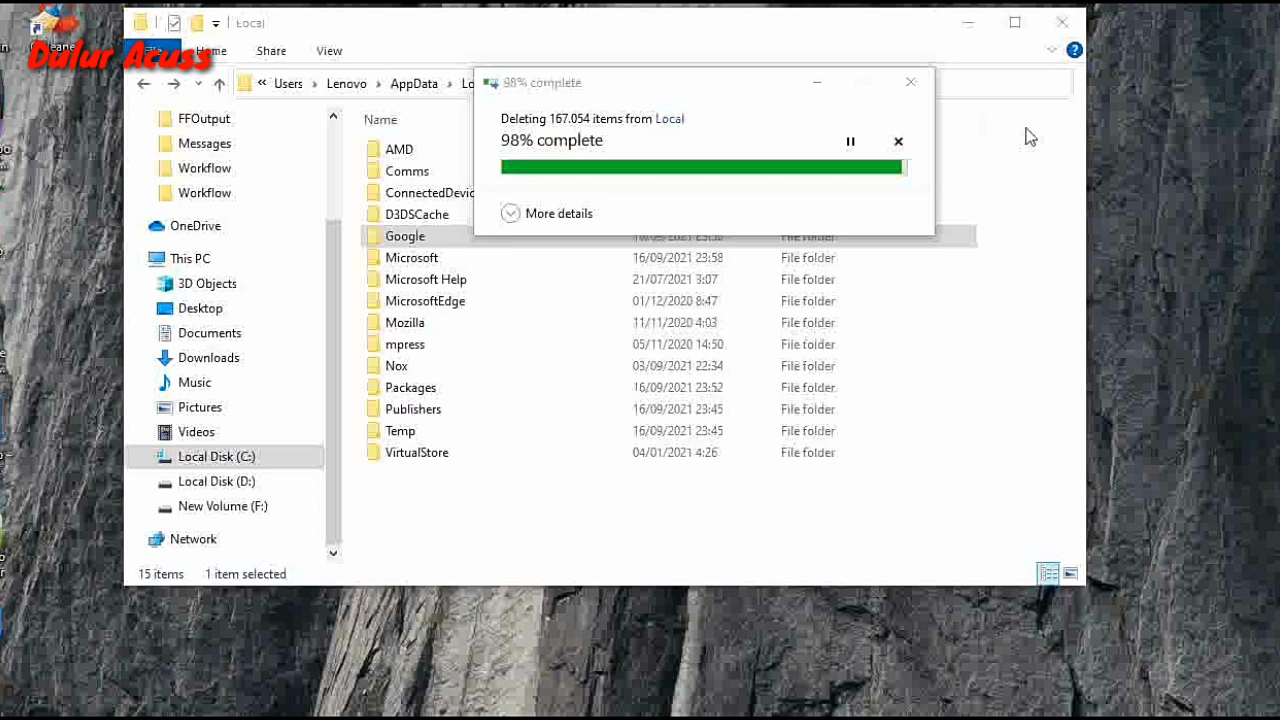 Local
Dulur Acuss
Home
Share
View
Users
Lenovo
AppData
98% complete
Deleting 167.054 items from Local
98% complete
More details
FFOutput
Messages
Workflow
Workflow
OneDrive
This PC
3D Objects
Desktop
Documents
Downloads
Music
Pictures
Videos
Local Disk (C:)
Local Disk (D:)
New Volume (F:)
Network
Name
AMD
Comms
D3DSCache
Google
Microsoft 16/09/2021 23:58 File folder
Microsoft Help 21/07/2021 3:07 File folder
MicrosoftEdge 01/12/2020 8:47 File folder
Mozilla 11/11/2020 4:03 File folder
mpress 05/11/2020 14:50 File folder
Nox 03/09/2021 22:34 File folder
Packages 16/09/2021 23:52 File folder
Publishers 16/09/2021 23:45 File folder
Temp 16/09/2021 23:45 File folder
VirtualStore 04/01/2021 4:26 File folder
15 items 1 item selected